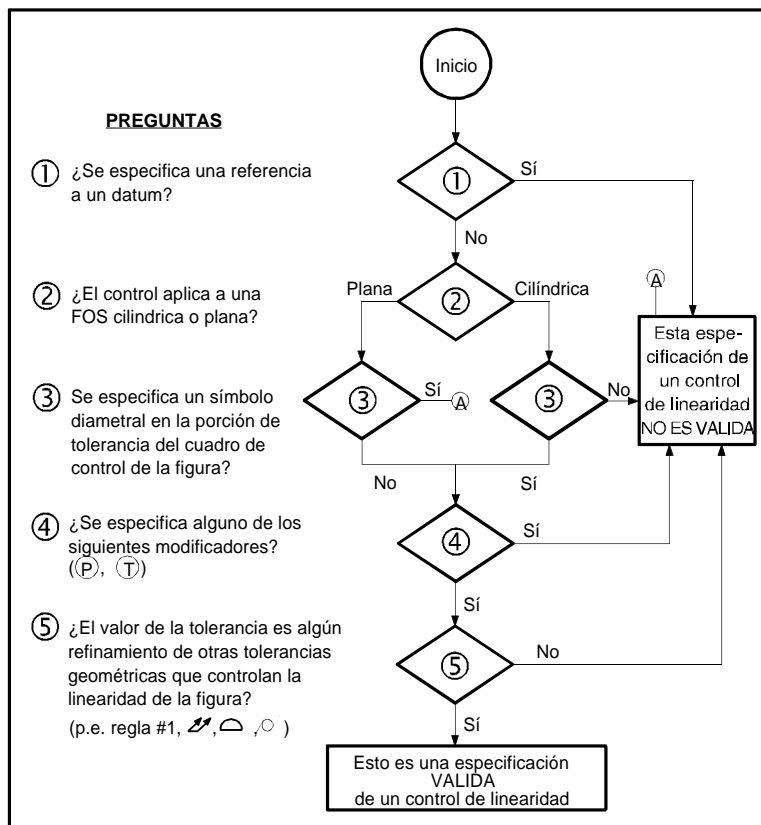 Inicio
PREGUNTAS
① ¿Se especifica una referencia
a un datum?
② ¿El control aplica a una
FOS cilindrica o plana?
③ Se especifica un símbolo
diametral en la porción de
tolerancia del cuadro de
control de la figura?
④ ¿Se especifica alguno de los
siguientes modificadores?
(Ⓟ, Ⓣ)
⑤ ¿El valor de la tolerancia es algún
refinamiento de otras tolerancias
geométricas que controlan la
linearidad de la figura?
(p.e. regla #1, ⌰, ⌓ ,○ )
①
Sí
No
②
Plana
Cilíndrica
③
Sí
Ⓐ
③
No
Ⓐ
Esta espe-
cificación de
un control
de linearidad
NO ES VALIDA
No
Sí
④
Sí
Sí
⑤
No
Sí
Esto es una especificación
VALIDA
de un control de linearidad